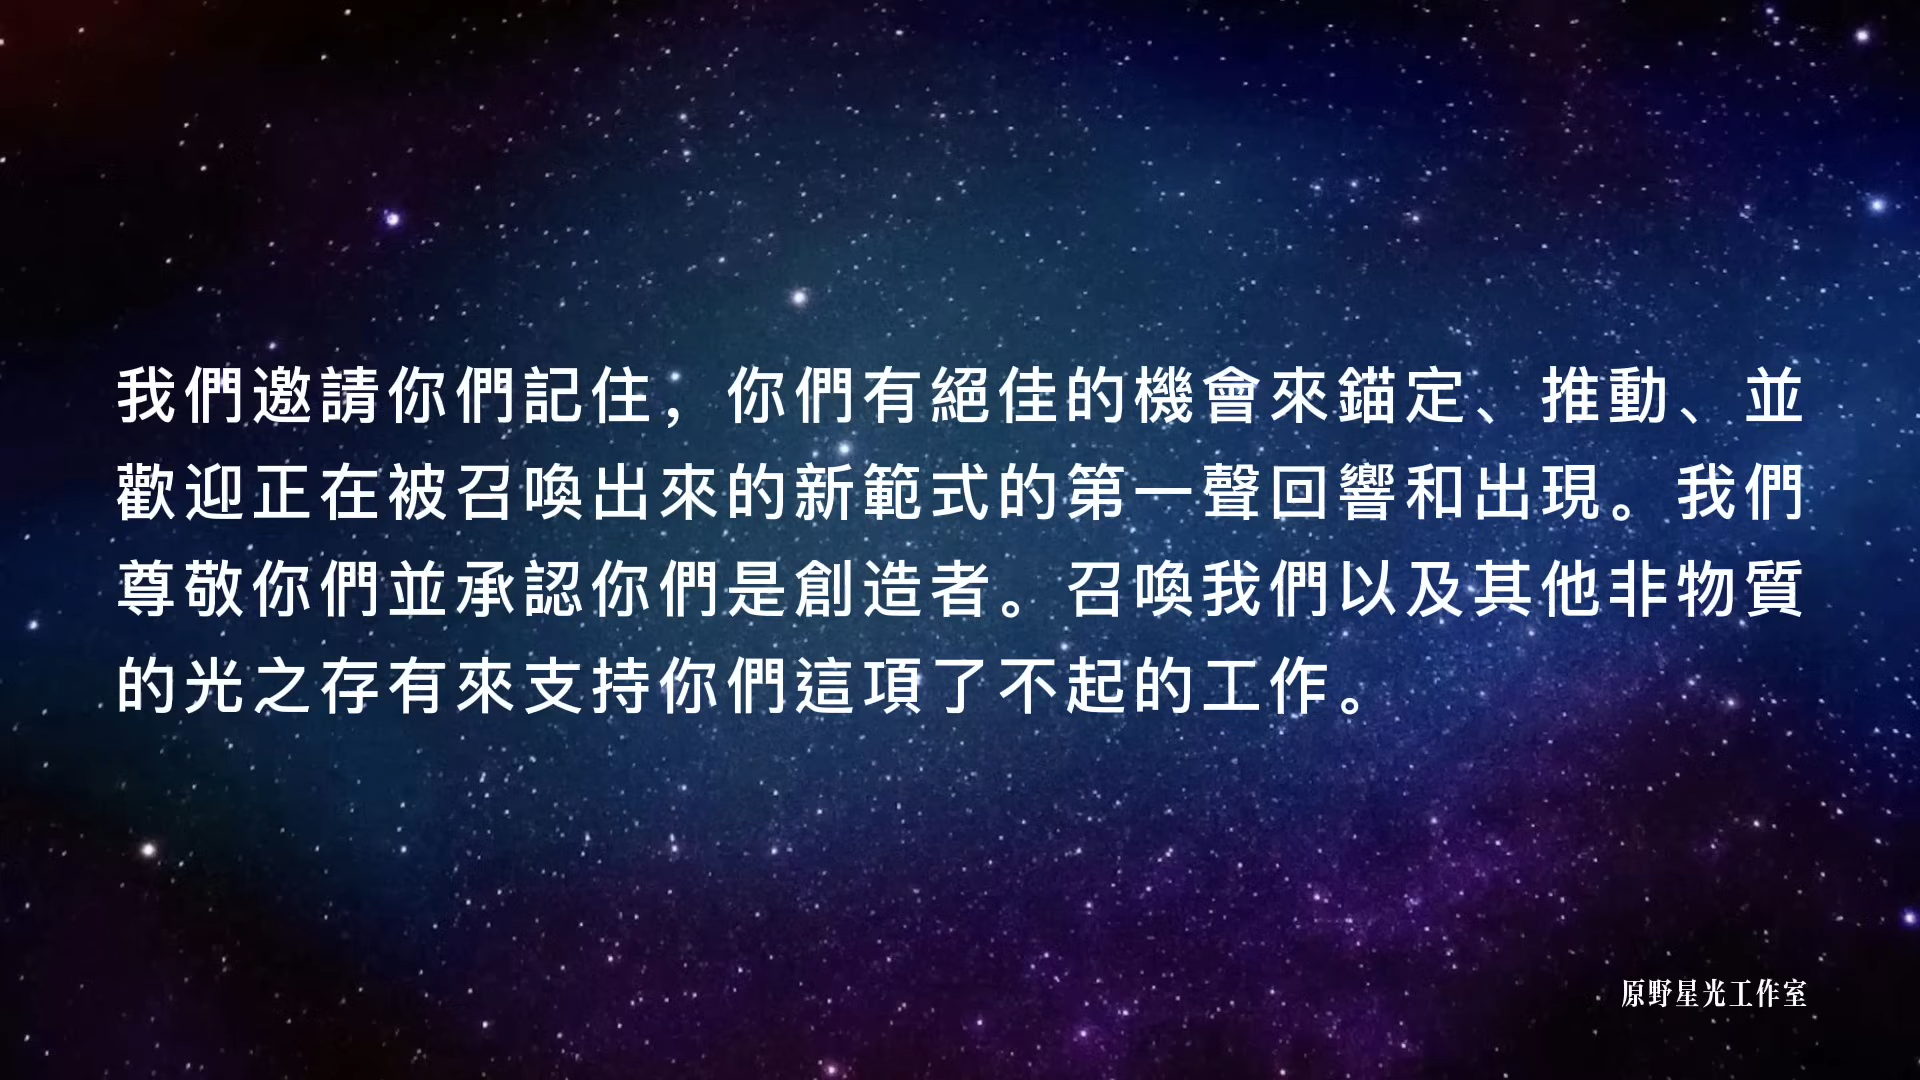 我們邀請你們記住，你們有絕佳的機會來錨定、推動、並
歡迎正在被召喚出來的新範式的第一聲回響和出現。我們
尊敬你們並承認你們是創造者。召喚我們以及其他非物質
的光之存有來支持你們這項了不起的工作。
原野星光工作室